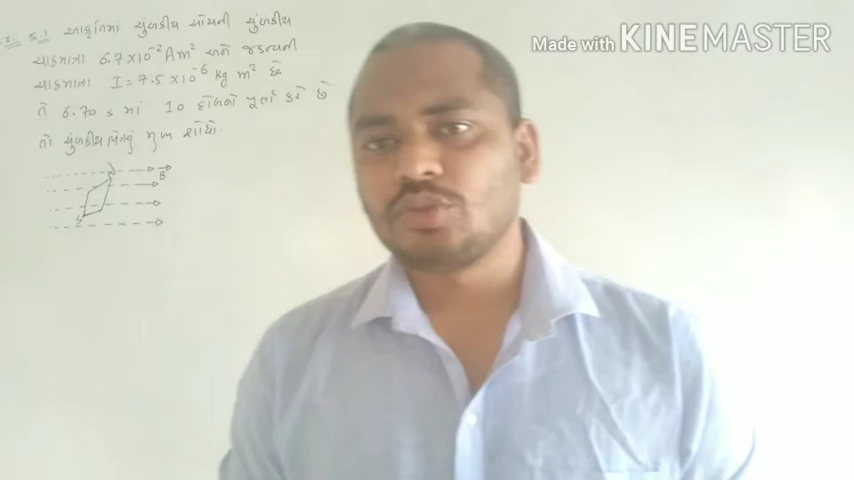 Made with KINEMASTER
5.1 આકૃતિમાં ચુંબકીય સોયની ચુંબકીય
ચાકમાત્રા 6.7×10⁻² Am² અને જડત્વની
ચાકમાત્રા I = 7.5 ×10⁻⁶ kg m² છે
તે 6.70 s માં 10 દોલનો પૂર્ણ કરે છે
તો ચુંબકીયક્ષેત્રનું મૂલ્ય શોધો.
N B
S